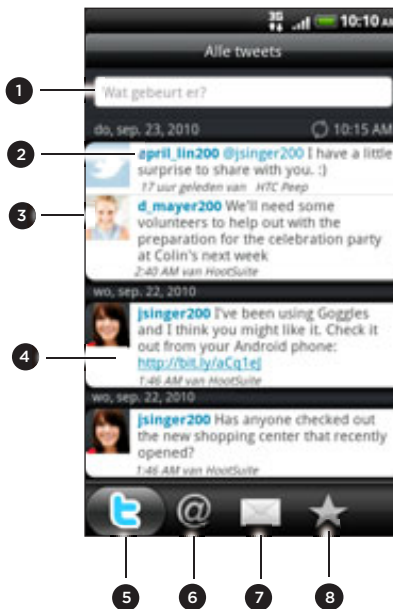 3G 10:10 AM
Alle tweets
1
Wat gebeurt er?
do, sep. 23, 2010 10:15 AM
2
april_lin200 @jsinger200 I have a little
surprise to share with you. :)
17 uur geleden van HTC Peep
3
d_mayer200 We'll need some
volunteers to help out with the
preparation for the celebration party
at Colin's next week
2:40 AM van HootSuite
wo, sep. 22, 2010
jsinger200 I've been using Goggles
and I think you might like it. Check it
4
out from your Android phone:
http://bit.ly/aCq1eJ
1:46 AM van HootSuite
wo, sep. 22, 2010
jsinger200 Has anyone checked out
the new shopping center that recently
opened?
1:46 AM van HootSuite
5 6 7 8